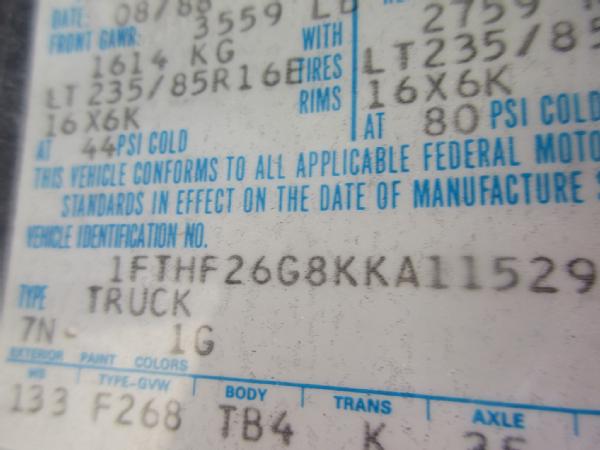 DATE: 08/88
FRONT GAWR: 3559 LB 2759
1614 KG WITH LT235/85
LT235/85R16E TIRES 16X6K
16X6K RIMS AT 80 PSI COLD
AT 44 PSI COLD
THIS VEHICLE CONFORMS TO ALL APPLICABLE FEDERAL
STANDARDS IN EFFECT ON THE DATE OF MANUFACTURE
VEHICLE IDENTIFICATION NO.
1FTHF26G8KKA11529
TYPE TRUCK
7N- 1G
EXTERIOR PAINT COLORS
WB TYPE-GVW BODY TRANS AXLE
133 F268 TB4 K